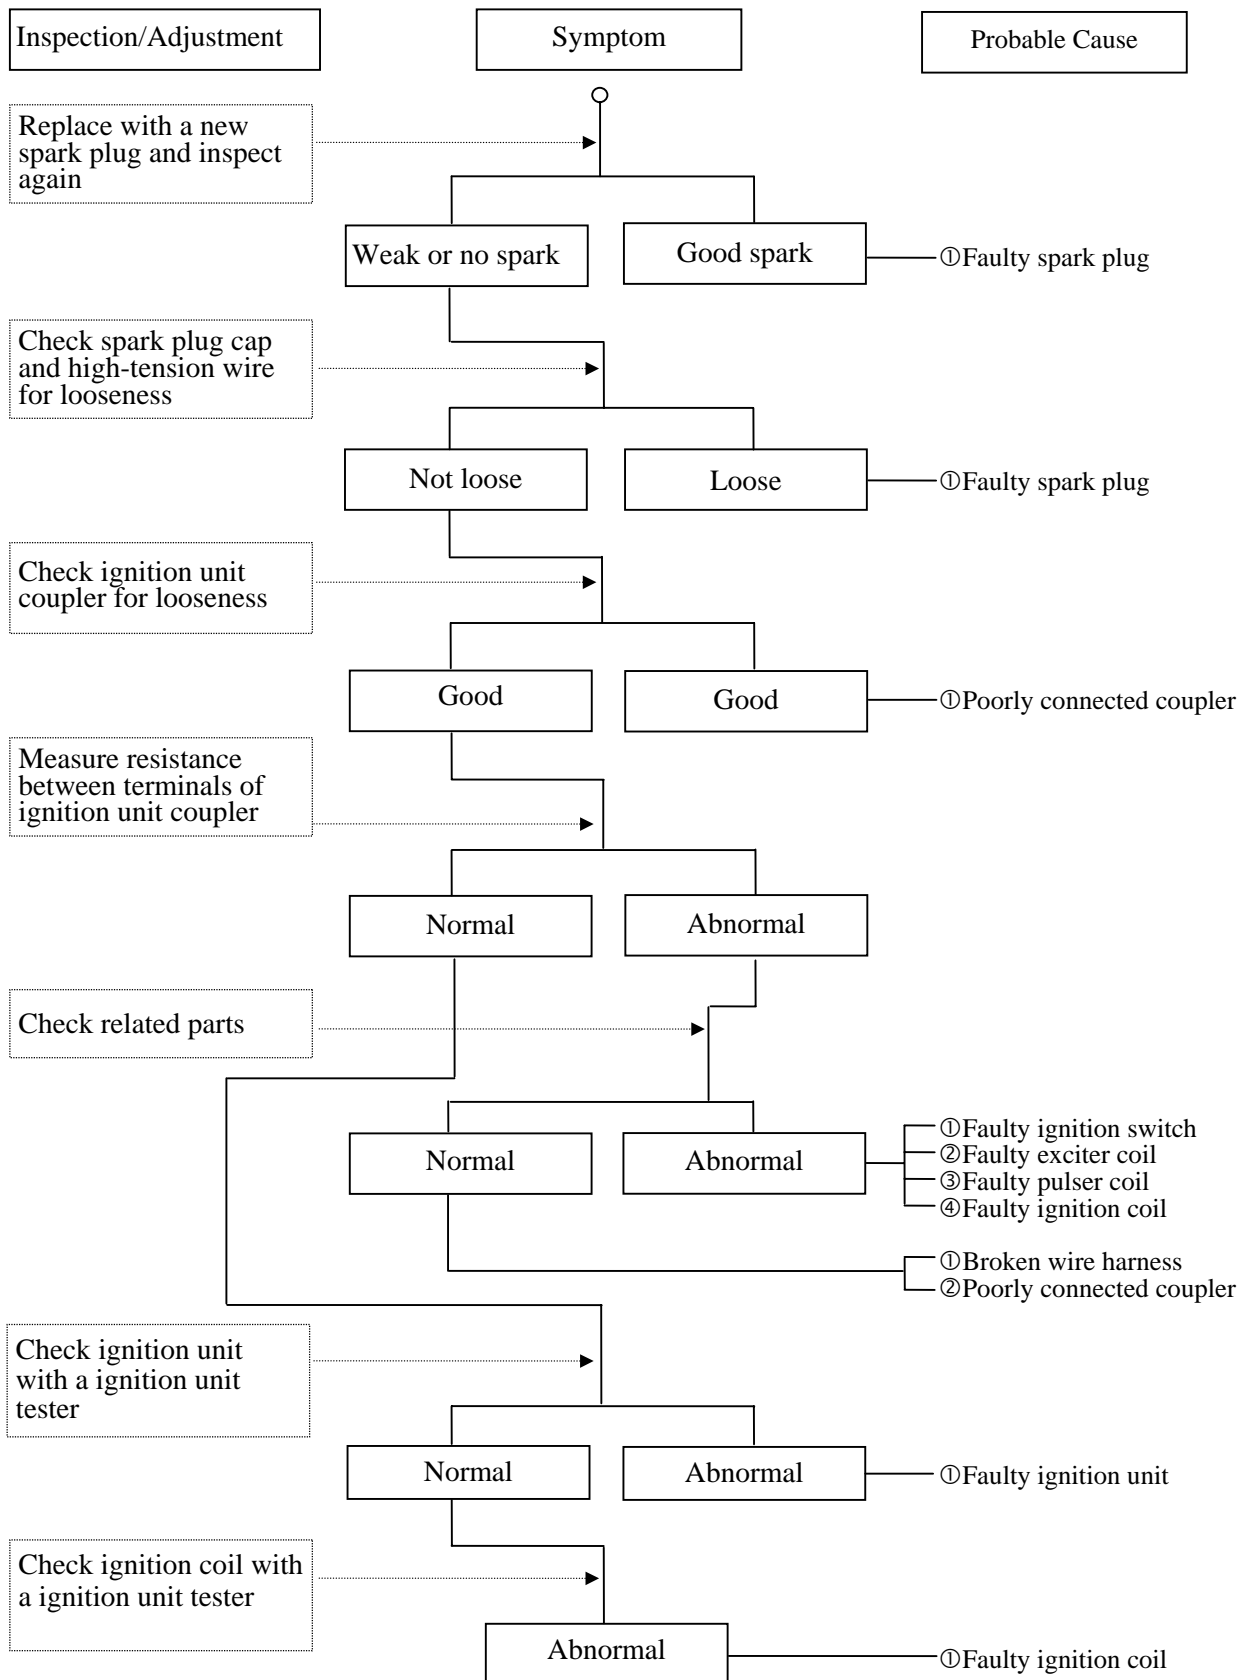 Inspection/Adjustment
Symptom
Probable Cause
Replace with a new
spark plug and inspect
again
Weak or no spark
Good spark
①Faulty spark plug
Check spark plug cap
and high-tension wire
for looseness
Not loose
Loose
①Faulty spark plug
Check ignition unit
coupler for looseness
Good
Good
①Poorly connected coupler
Measure resistance
between terminals of
ignition unit coupler
Normal
Abnormal
Check related parts
Normal
Abnormal
①Faulty ignition switch
②Faulty exciter coil
③Faulty pulser coil
④Faulty ignition coil
①Broken wire harness
②Poorly connected coupler
Check ignition unit
with a ignition unit
tester
Normal
Abnormal
①Faulty ignition unit
Check ignition coil with
a ignition unit tester
Abnormal
①Faulty ignition coil